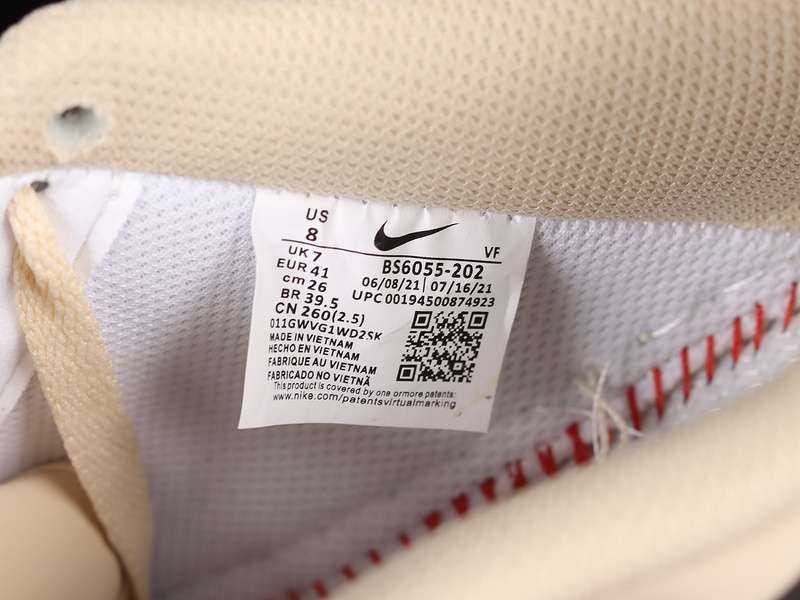 US
8
VF
UK 7
BS6055-202
EUR 41
06/08/21 07/16/21
cm 26
UPC 00194500874923
BR 39.5
CN 260(2.5)
011GWVG1WD2SK
MADE IN VIETNAM
HECHO EN VIETNAM
FABRIQUE AU VIETNAM
FABRICADO NO VIETNÃ
This product is covered by one ormore patents:
www.nike.com/patentsvirtualmarking